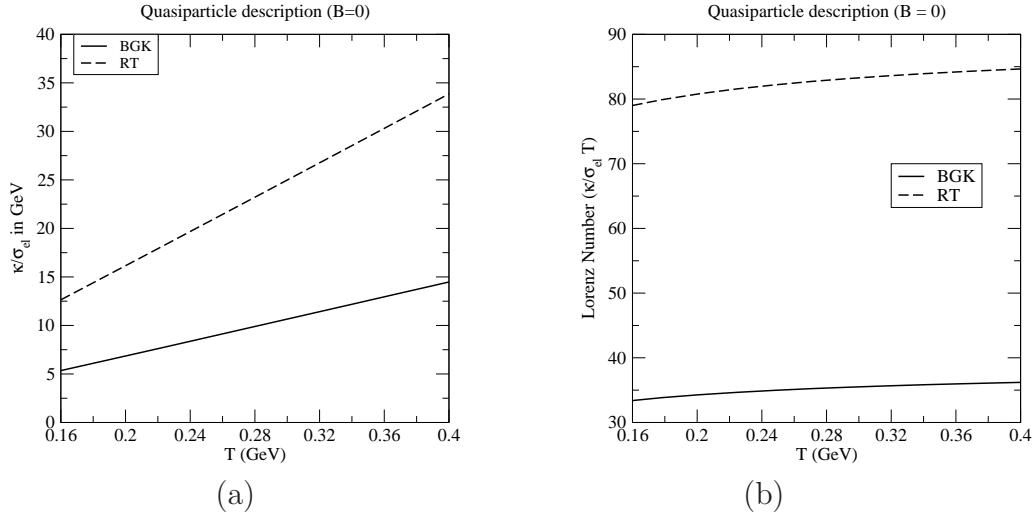 Quasiparticle description (B=0)
40
35
30
25
20
15
10
5
0
0.16 0.2 0.24 0.28 0.32 0.36 0.4
T (GeV)
κ/σel in GeV
BGK
RT
(a)
Quasiparticle description (B = 0)
90
80
70
60
50
40
30
0.16 0.2 0.24 0.28 0.32 0.36 0.4
T (GeV)
Lorenz Number (κ/σel T)
BGK
RT
(b)